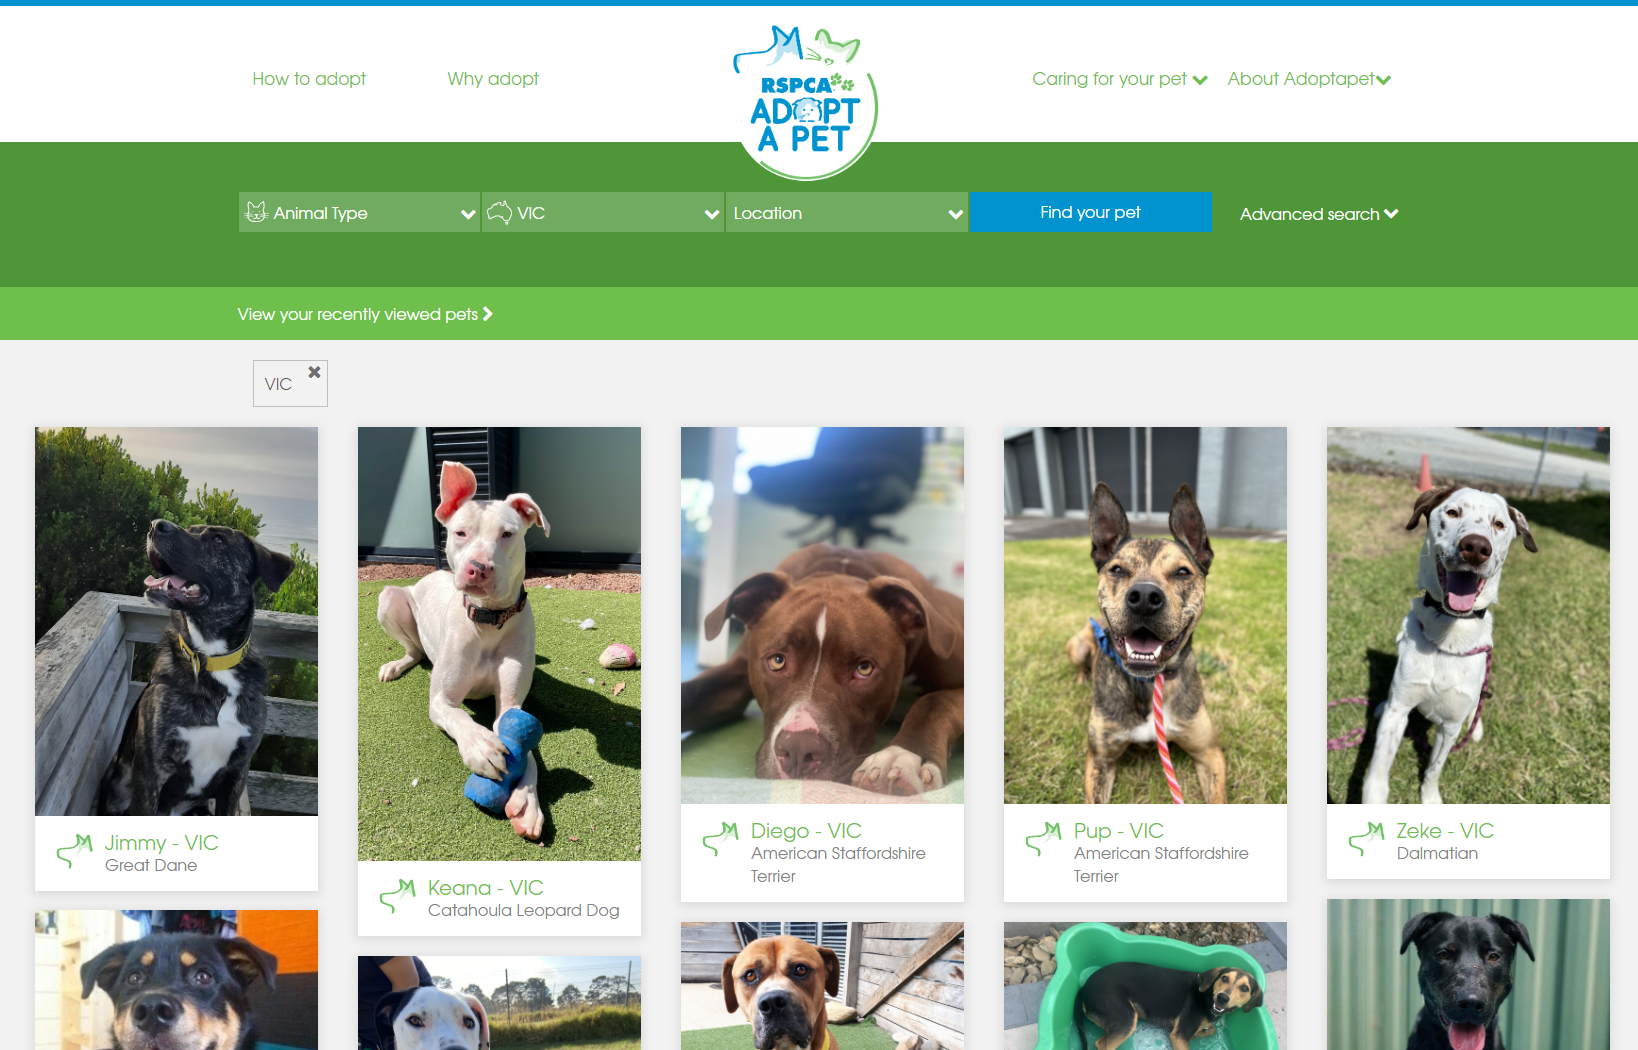 How to adopt
Why adopt
RSPCA
ADOPT
A PET
Caring for your pet
About Adoptapet
Animal Type
VIC
Location
Find your pet
Advanced search
View your recently viewed pets
VIC
Jimmy - VIC
Great Dane
Keana - VIC
Catahoula Leopard Dog
Diego - VIC
American Staffordshire
Terrier
Pup - VIC
American Staffordshire
Terrier
Zeke - VIC
Dalmatian